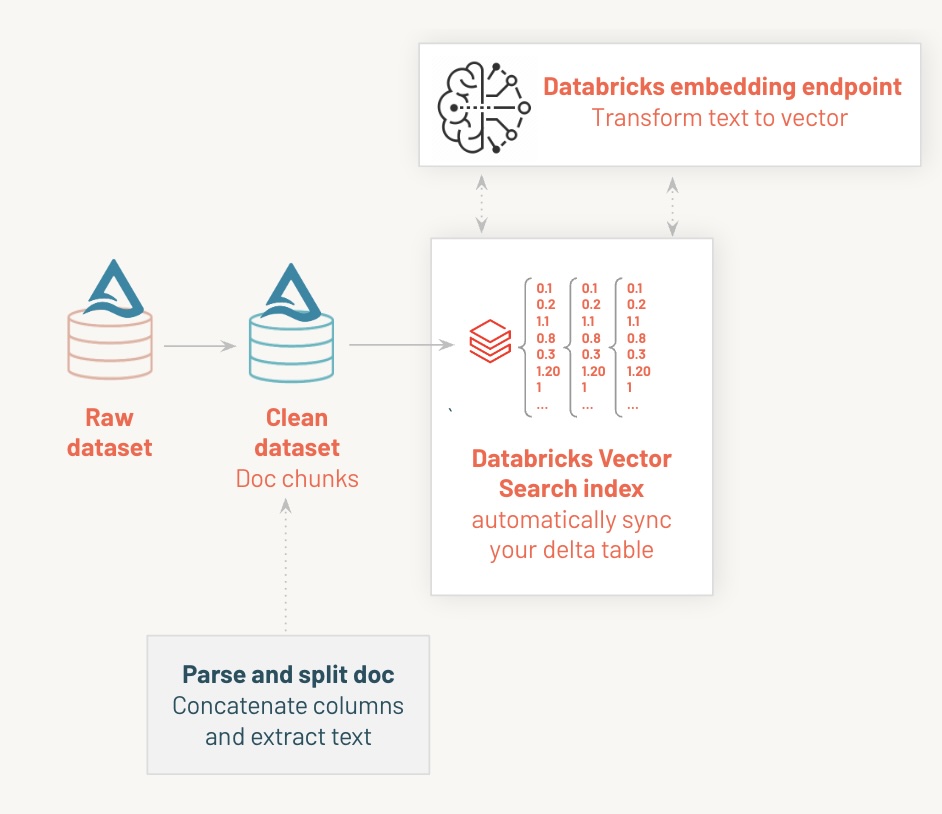 Databricks embedding endpoint
Transform text to vector
0.1
0.2
1.1
0.8
0.3
1.20
1
...
0.1
0.2
1.1
0.8
0.3
1.20
1
...
0.1
0.2
1.1
0.8
0.3
1.20
1
...
Raw
dataset
Clean
dataset
Doc chunks
Databricks Vector
Search index
automatically sync
your delta table
Parse and split doc
Concatenate columns
and extract text